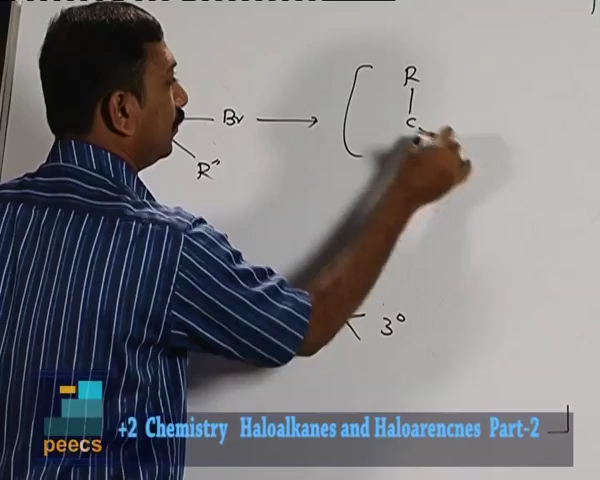 R
Br
C
R"
3°
peecs
+2 Chemistry Haloalkanes and Haloarencnes Part-2